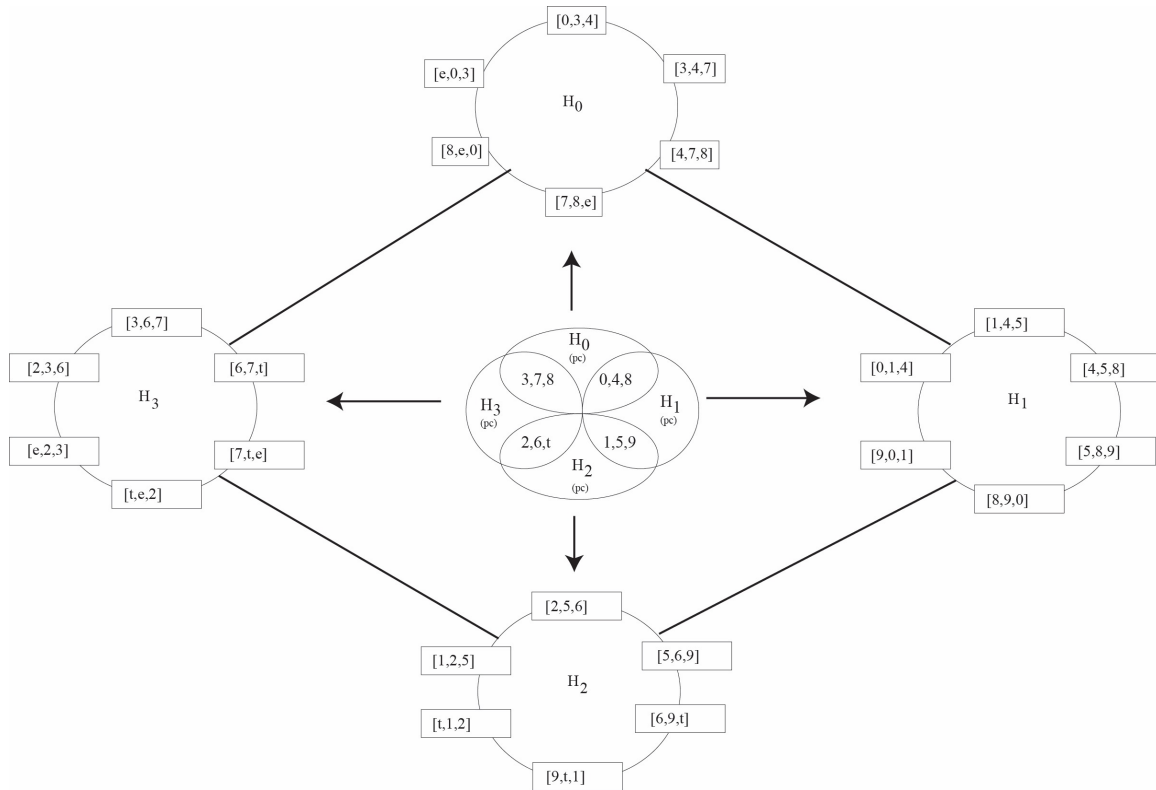 [0,3,4]
[e,0,3]
[3,4,7]
H0
[8,e,0]
[4,7,8]
[7,8,e]
[3,6,7]
[2,3,6]
[6,7,t]
H3
[e,2,3]
[7,t,e]
[t,e,2]
H0
(pc)
3,7,8
0,4,8
H3
(pc)
H1
(pc)
2,6,t
1,5,9
H2
(pc)
[1,4,5]
[0,1,4]
[4,5,8]
H1
[9,0,1]
[5,8,9]
[8,9,0]
[2,5,6]
[1,2,5]
[5,6,9]
H2
[t,1,2]
[6,9,t]
[9,t,1]